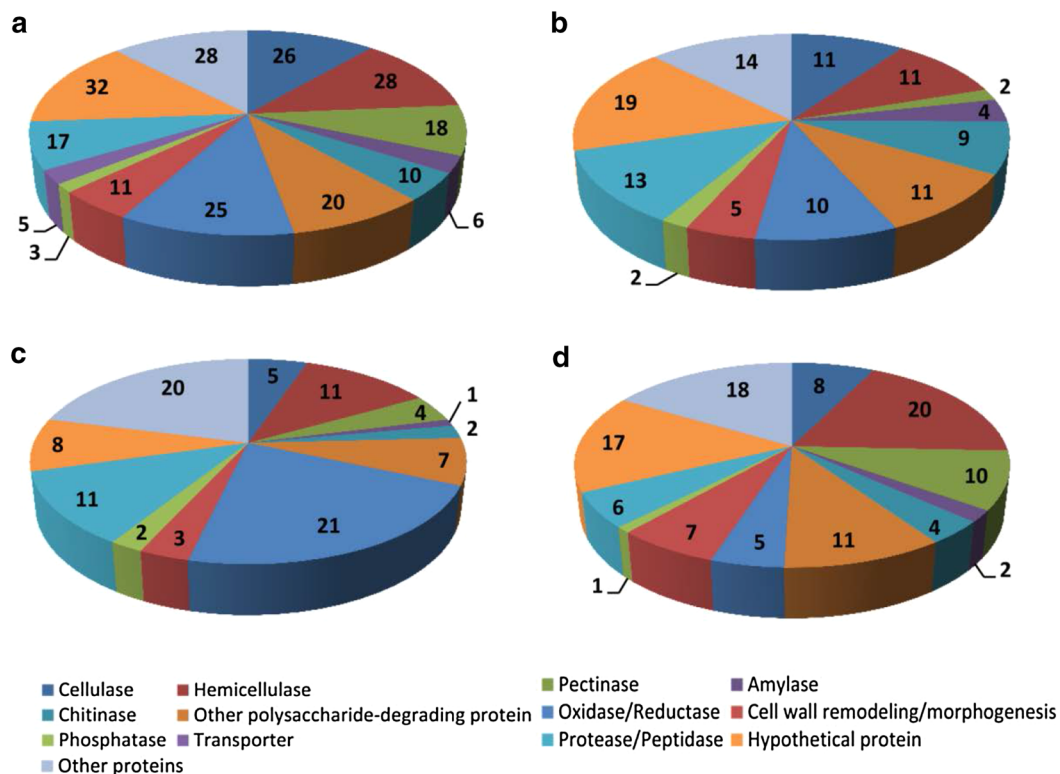 a
28 26
32 28
18
17 10
11 25 20
5 6
3
b
14 11 11
2
19 4
9
13 11
5 10
2
c
20 5 11
1
4
2
8 7
11 21
2 3
d
18 8 20
17
10
6 4
7 5 11
1 2
Cellulase Hemicellulase
Chitinase Other polysaccharide-degrading protein
Phosphatase Transporter
Other proteins
Pectinase Amylase
Oxidase/Reductase Cell wall remodeling/morphogenesis
Protease/Peptidase Hypothetical protein